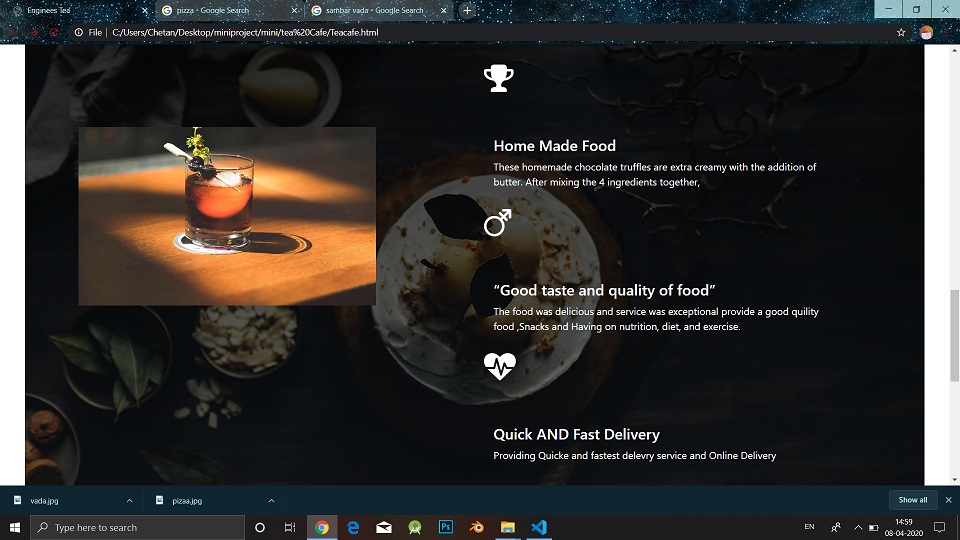 Enginees Tea
pizza - Google Search
sambar vada - Google Search
File
C:/Users/Chetan/Desktop/miniproject/mini/tea%20Cafe/Teacafe.html
Home Made Food
These homemade chocolate truffles are extra creamy with the addition of
butter. After mixing the 4 ingredients together,
“Good taste and quality of food”
The food was delicious and service was exceptional provide a good quility
food ,Snacks and Having on nutrition, diet, and exercise.
Quick AND Fast Delivery
Providing Quicke and fastest delevry service and Online Delivery
vada.jpg
pizaa.jpg
Show all
Type here to search
Ps
EN
14:59
08-04-2020